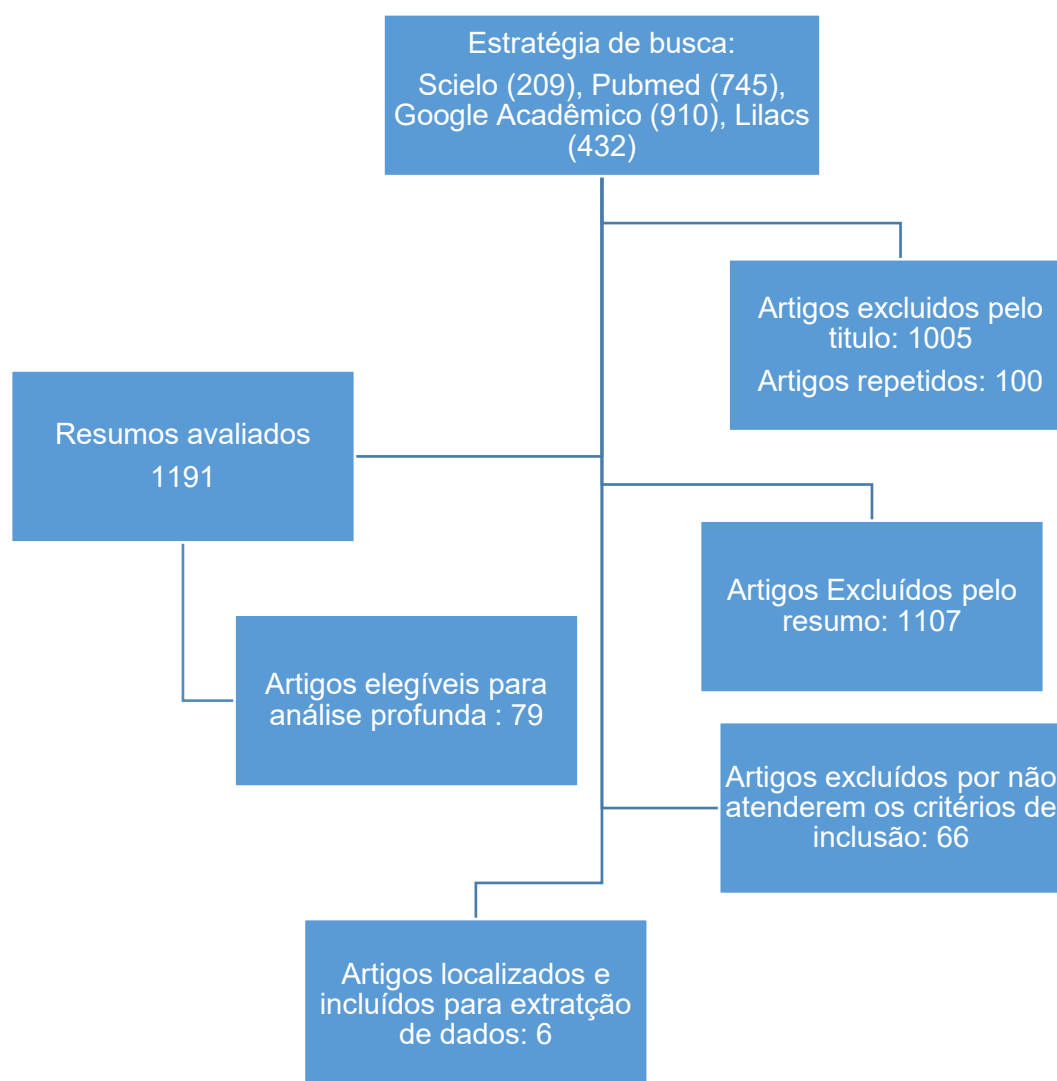 Estratégia de busca:
Scielo (209), Pubmed (745),
Google Acadêmico (910), Lilacs
(432)
Artigos excluidos pelo
titulo: 1005
Artigos repetidos: 100
Resumos avaliados
1191
Artigos Excluídos pelo
resumo: 1107
Artigos elegíveis para
análise profunda : 79
Artigos excluídos por não
atenderem os critérios de
inclusão: 66
Artigos localizados e
incluídos para extratção
de dados: 6